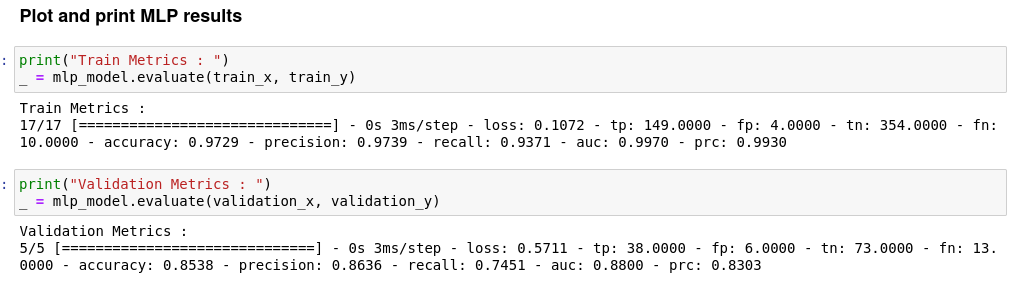 Plot and print MLP results
: print("Train Metrics : ")
_ = mlp_model.evaluate(train_x, train_y)
Train Metrics :
17/17 [==============================] - 0s 3ms/step - loss: 0.1072 - tp: 149.0000 - fp: 4.0000 - tn: 354.0000 - fn:
10.0000 - accuracy: 0.9729 - precision: 0.9739 - recall: 0.9371 - auc: 0.9970 - prc: 0.9930
: print("Validation Metrics : ")
_ = mlp_model.evaluate(validation_x, validation_y)
Validation Metrics :
5/5 [==============================] - 0s 3ms/step - loss: 0.5711 - tp: 38.0000 - fp: 6.0000 - tn: 73.0000 - fn: 13.
0000 - accuracy: 0.8538 - precision: 0.8636 - recall: 0.7451 - auc: 0.8800 - prc: 0.8303